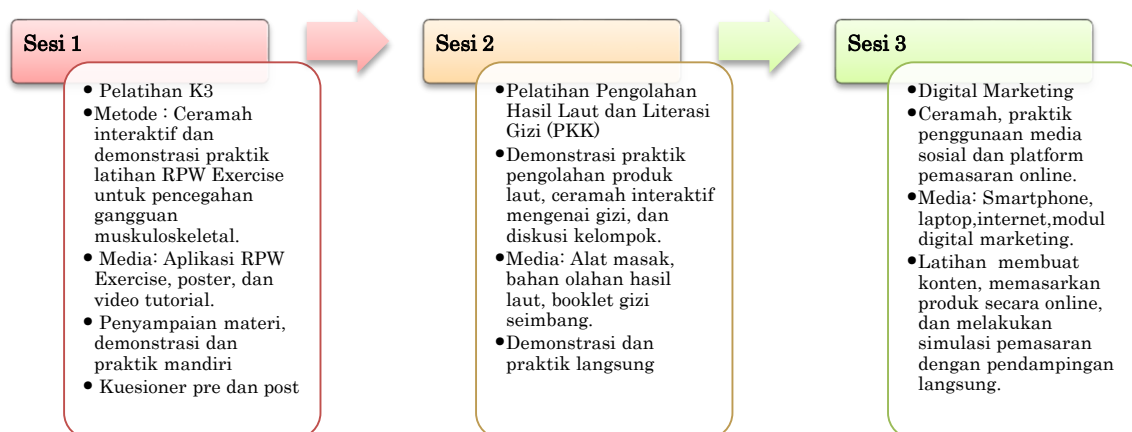 Sesi 1
• Pelatihan K3
•Metode : Ceramah
interaktif dan
demonstrasi praktik
latihan RPW Exercise
untuk pencegahan
gangguan
muskuloskeletal.
• Media: Aplikasi RPW
Exercise, poster, dan
video tutorial.
• Penyampaian materi,
demonstrasi dan
praktik mandiri
• Kuesioner pre dan post
Sesi 2
•Pelatihan Pengolahan
Hasil Laut dan Literasi
Gizi (PKK)
•Demonstrasi praktik
pengolahan produk
laut, ceramah interaktif
mengenai gizi, dan
diskusi kelompok.
•Media: Alat masak,
bahan olahan hasil
laut, booklet gizi
seimbang.
•Demonstrasi dan
praktik langsung
Sesi 3
•Digital Marketing
•Ceramah, praktik
penggunaan media
sosial dan platform
pemasaran online.
•Media: Smartphone,
laptop,internet,modul
digital marketing.
•Latihan membuat
konten, memasarkan
produk secara online,
dan melakukan
simulasi pemasaran
dengan pendampingan
langsung.